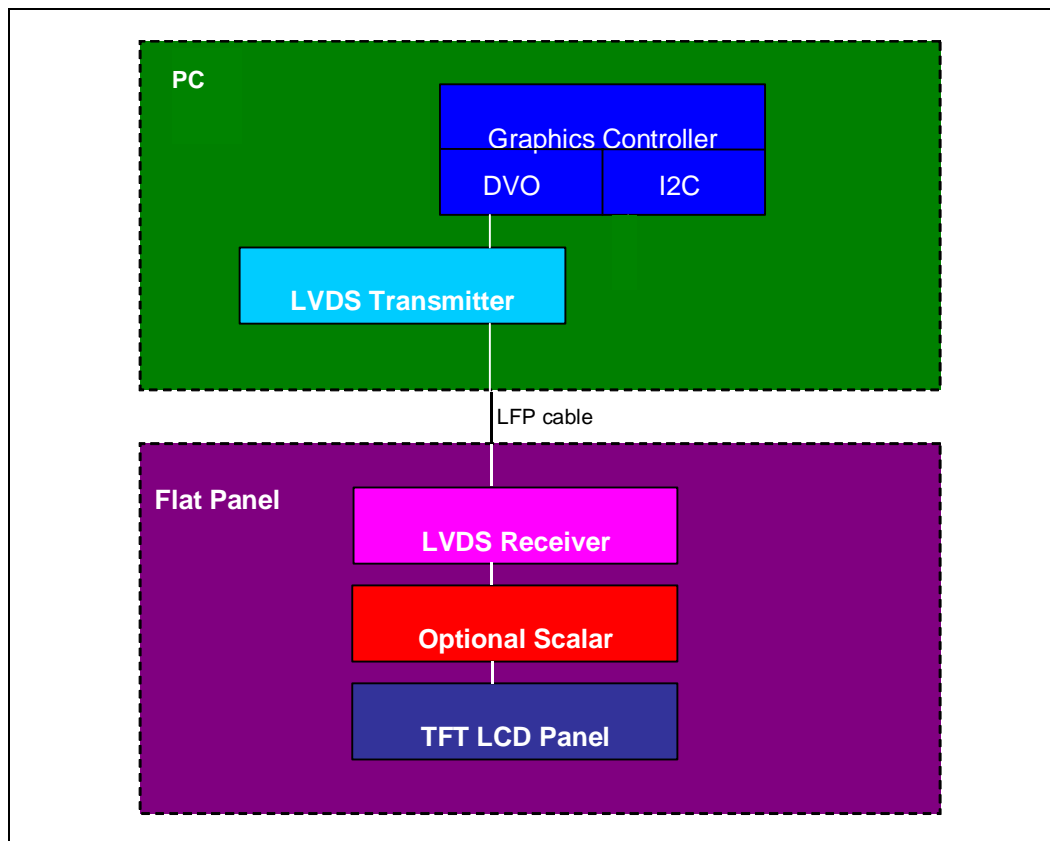 PC
Graphics Controller
DVO
I2C
LVDS Transmitter
LFP cable
Flat Panel
LVDS Receiver
Optional Scalar
TFT LCD Panel